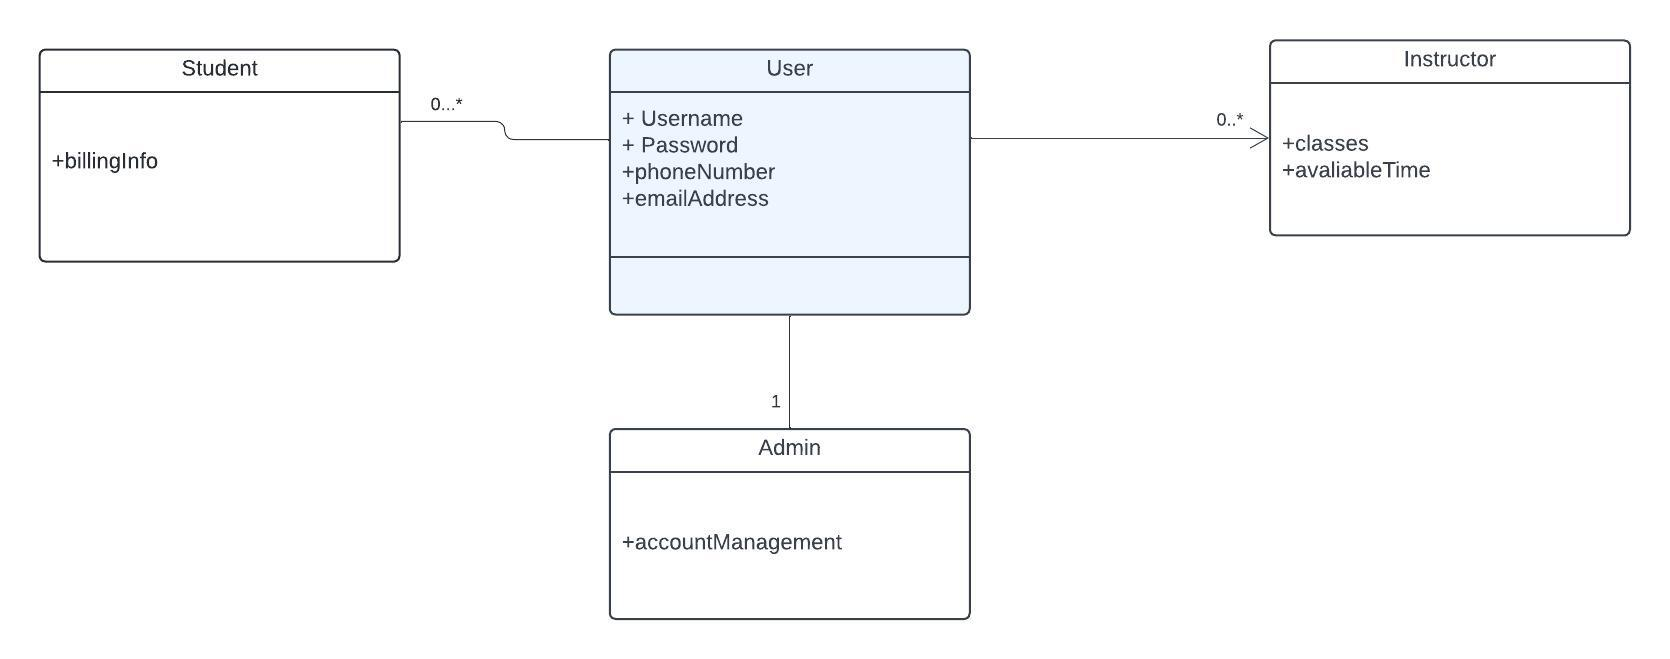 Student
0...*
+billingInfo
User
+ Username
+ Password
+phoneNumber
+emailAddress
0..*
Instructor
+classes
+avaliableTime
1
Admin
+accountManagement